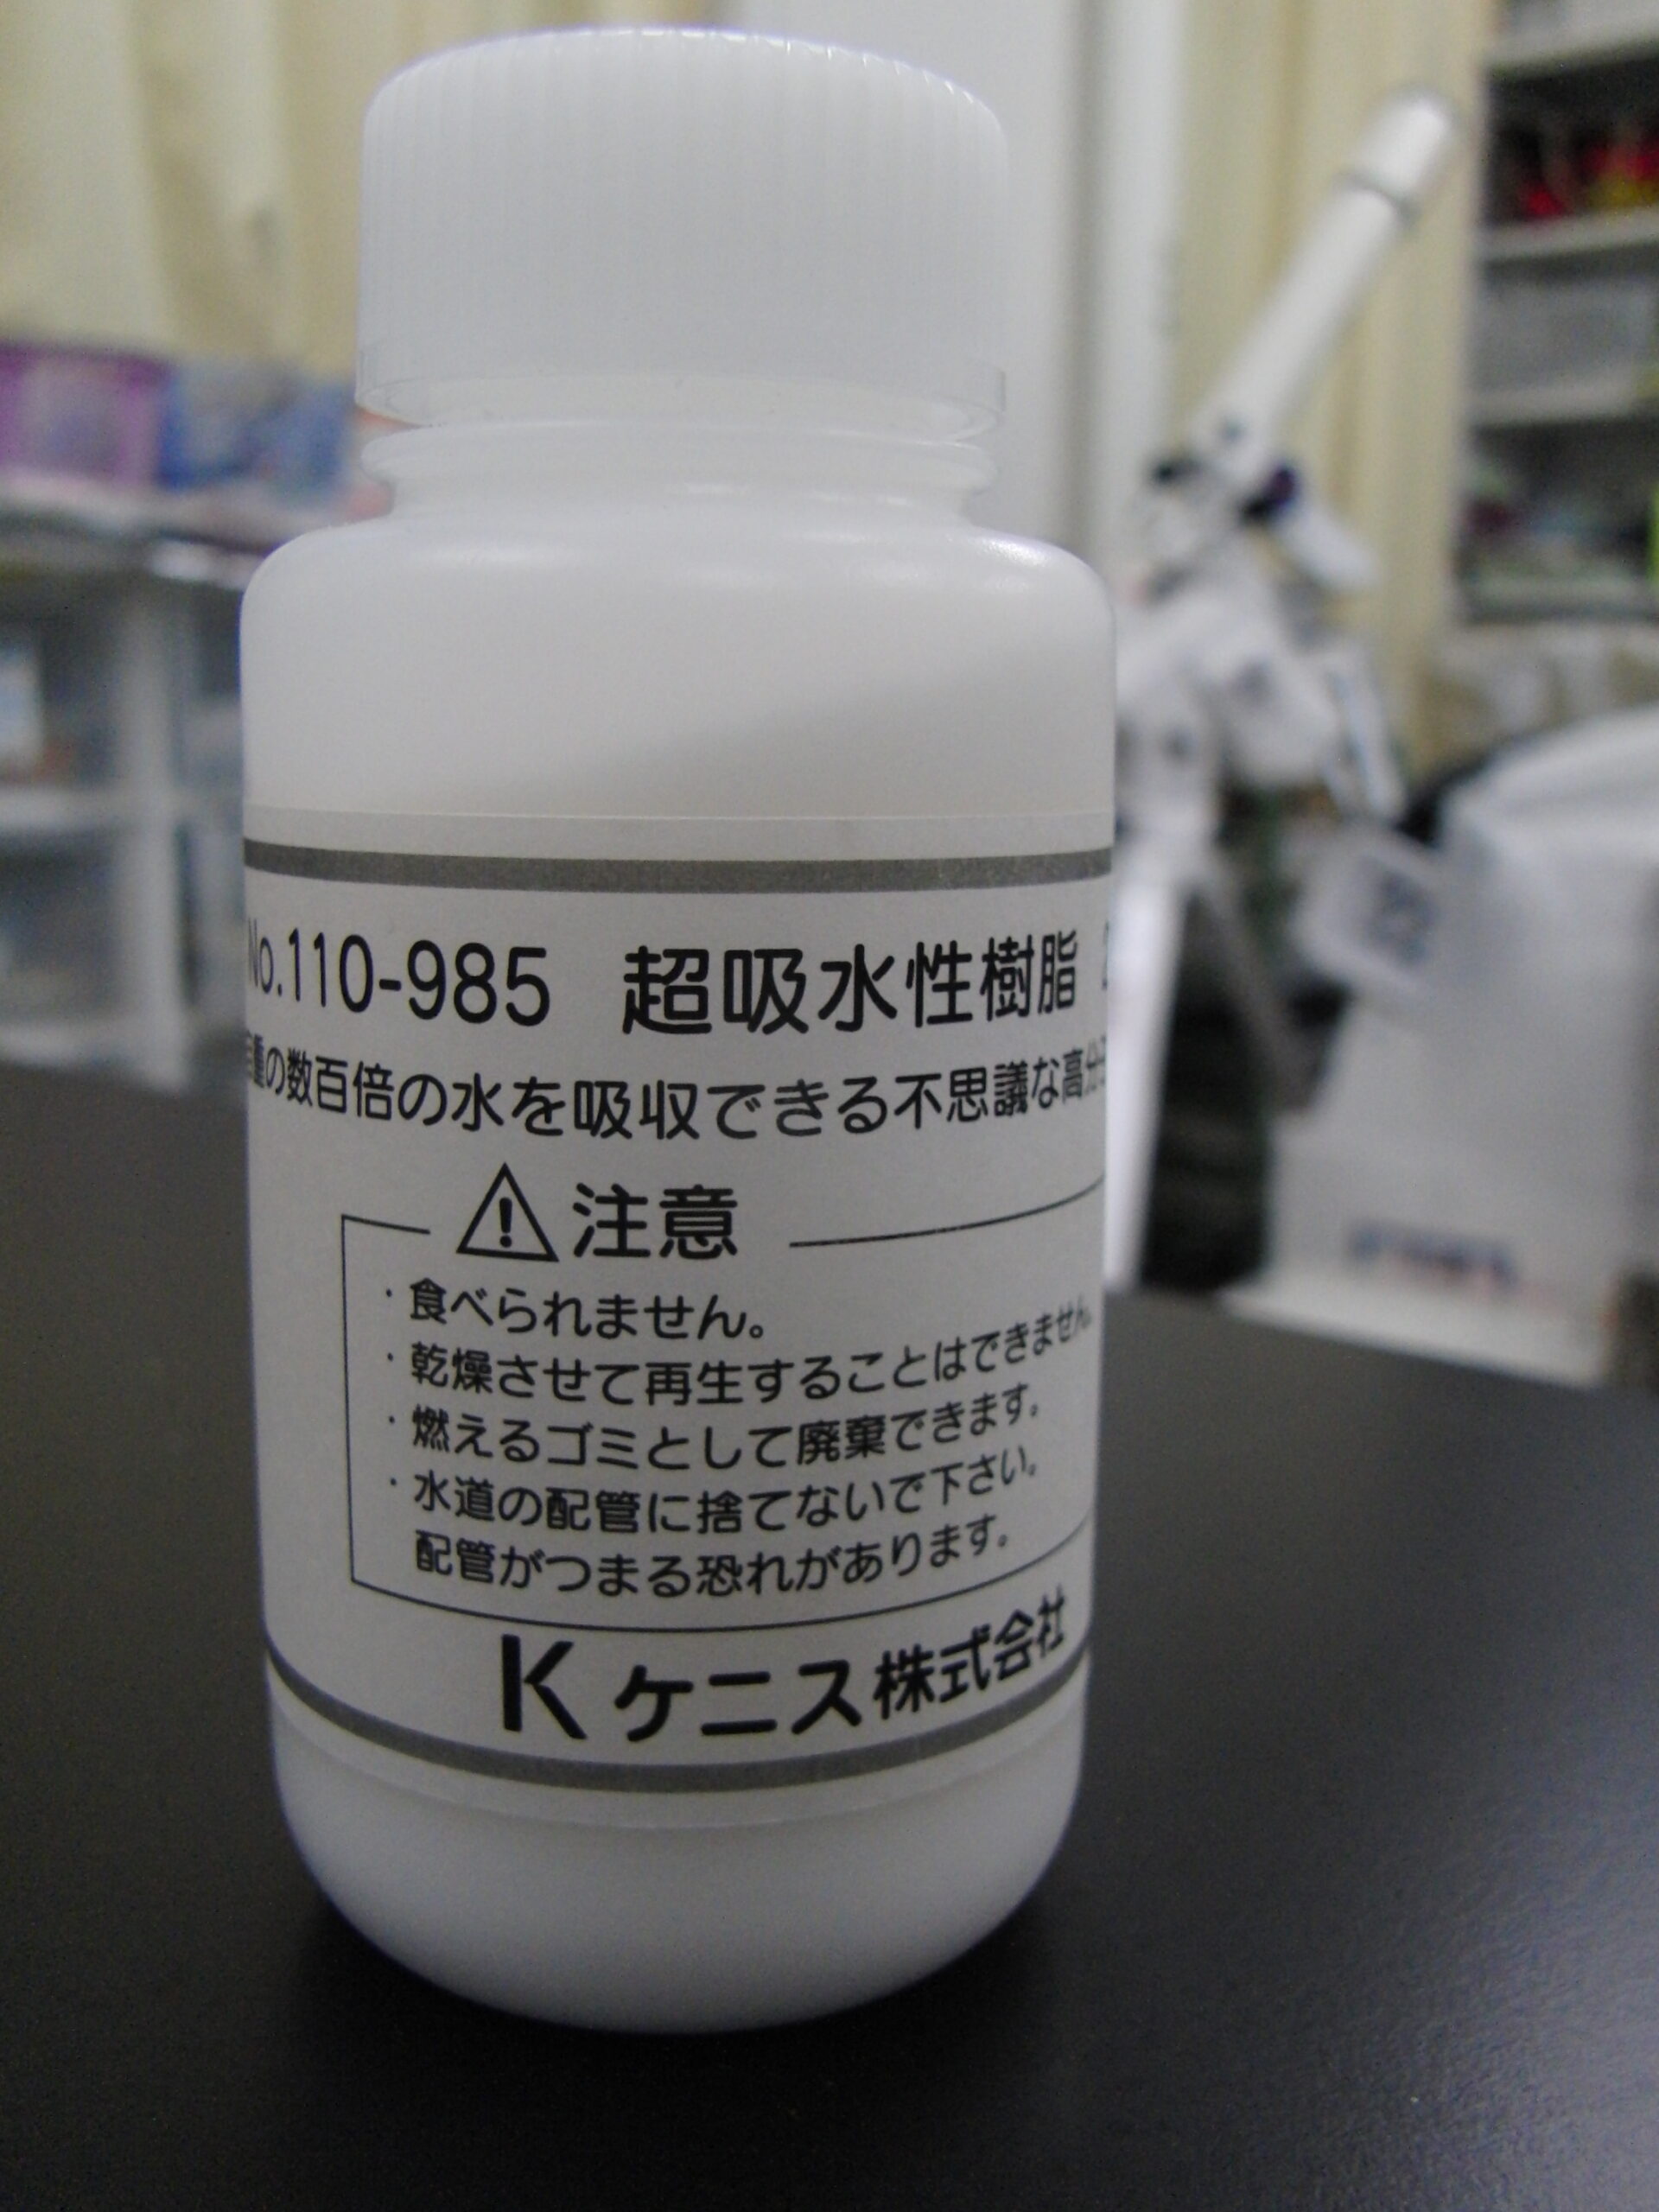 No.110-985 超吸水性樹脂
自重の数百倍の水を吸収できる不思議な高分
注意
・食べられません。
・乾燥させて再生することはできません。
・燃えるゴミとして廃棄できます。
・水道の配管に捨てないで下さい。
配管がつまる恐れがあります。
K ケニス株式会社